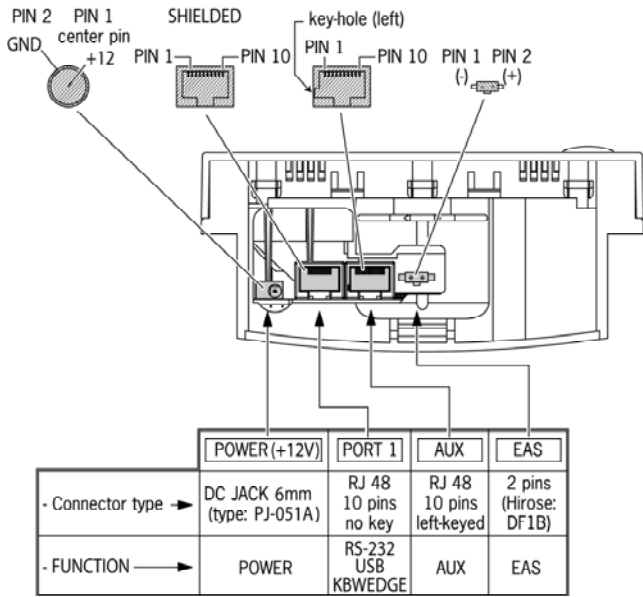 PIN 2
PIN 1
center pin
+12
GND
SHIELDED
PIN 1
PIN 10
key-hole (left)
PIN 1
PIN 10
PIN 1 PIN 2
(-) (+)
POWER (+12V) PORT 1 AUX EAS
- Connector type
DC JACK 6mm
(type: PJ-051A)
RJ 48
10 pins
no key
RJ 48
10 pins
left-keyed
2 pins
(Hirose:
DF1B)
- FUNCTION
POWER
RS-232
USB
KBWEDGE
AUX
EAS